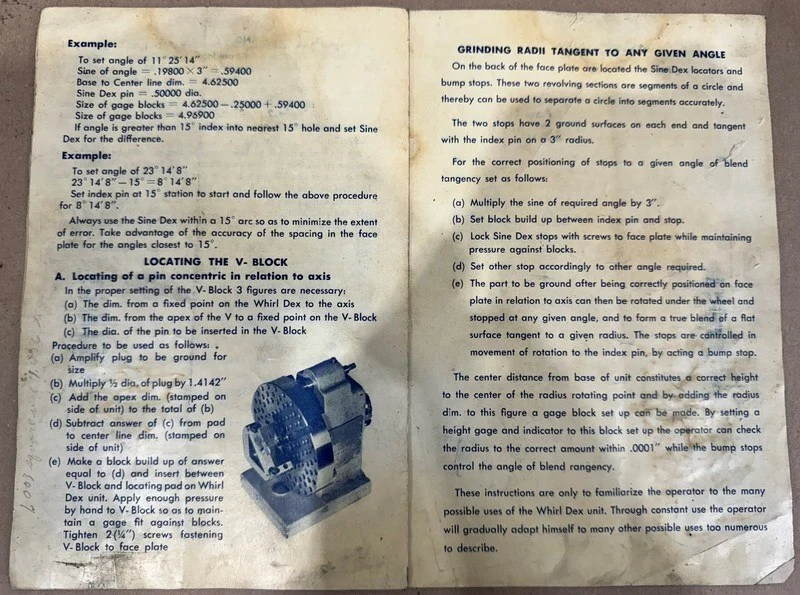 Example:
To set angle of 11° 25' 14"
Sine of angle = .19800 × 3" = .59400
Base to Center line dim. = 4.62500
Sine Dex pin = .50000 dia.
Size of gage blocks = 4.62500 — .25000 + .59400
Size of gage blocks = 4.96900
If angle is greater than 15° index into nearest 15° hole and set Sine
Dex for the difference.
Example:
To set angle of 23° 14' 8"
23° 14' 8" — 15° = 8° 14' 8"
Set index pin at 15° station to start and follow the above procedure
for 8° 14' 8".
Always use the Sine Dex within a 15° arc so as to minimize the extent
of error. Take advantage of the accuracy of the spacing in the face
plate for the angles closest to 15°.
LOCATING THE V- BLOCK
A. Locating of a pin concentric in relation to axis
In the proper setting of the V-Block 3 figures are necessary:
(a) The dim. from a fixed point on the Whirl Dex to the axis
(b) The dim. from the apex of the V to a fixed point on the V-Block
(c) The dia. of the pin to be inserted in the V-Block
Procedure to be used as follows:
(a) Amplify plug to be ground for
size
(b) Multiply ½ dia. of plug by 1.4142"
(c) Add the apex dim. (stamped on
side of unit) to the total of (b)
(d) Subtract answer of (c) from pad
to center line dim. (stamped on
side of unit)
(e) Make a block build up of answer
equal to (d) and insert between
V-Block and locating pad on Whirl
Dex unit. Apply enough pressure
by hand to V-Block so as to main-
tain a gage fit against blocks.
Tighten 2(¼") screws fastening
V-Block to face plate
GRINDING RADII TANGENT TO ANY GIVEN ANGLE
On the back of the face plate are located the Sine Dex locators and
bump stops. These two revolving sections are segments of a circle and
thereby can be used to separate a circle into segments accurately.
The two stops have 2 ground surfaces on each end and tangent
with the index pin on a 3" radius.
For the correct positioning of stops to a given angle of blend
tangency set as follows:
(a) Multiply the sine of required angle by 3".
(b) Set block build up between index pin and stop.
(c) Lock Sine Dex stops with screws to face plate while maintaining
pressure against blocks.
(d) Set other stop accordingly to other angle required.
(e) The part to be ground after being correctly positioned on face
plate in relation to axis can then be rotated under the wheel and
stopped at any given angle, and to form a true blend of a flat
surface tangent to a given radius. The stops are controlled in
movement of rotation to the index pin, by acting a bump stop.
The center distance from base of unit constitutes a correct height
to the center of the radius rotating point and by adding the radius
dim. to this figure a gage block set up can be made. By setting a
height gage and indicator to this block set up the operator can check
the radius to the correct amount within .0001" while the bump stops
control the angle of blend rangency.
These instructions are only to familiarize the operator to the many
possible uses of the Whirl Dex unit. Through constant use the operator
will gradually adapt himself to many other possible uses too numerous
to describe.